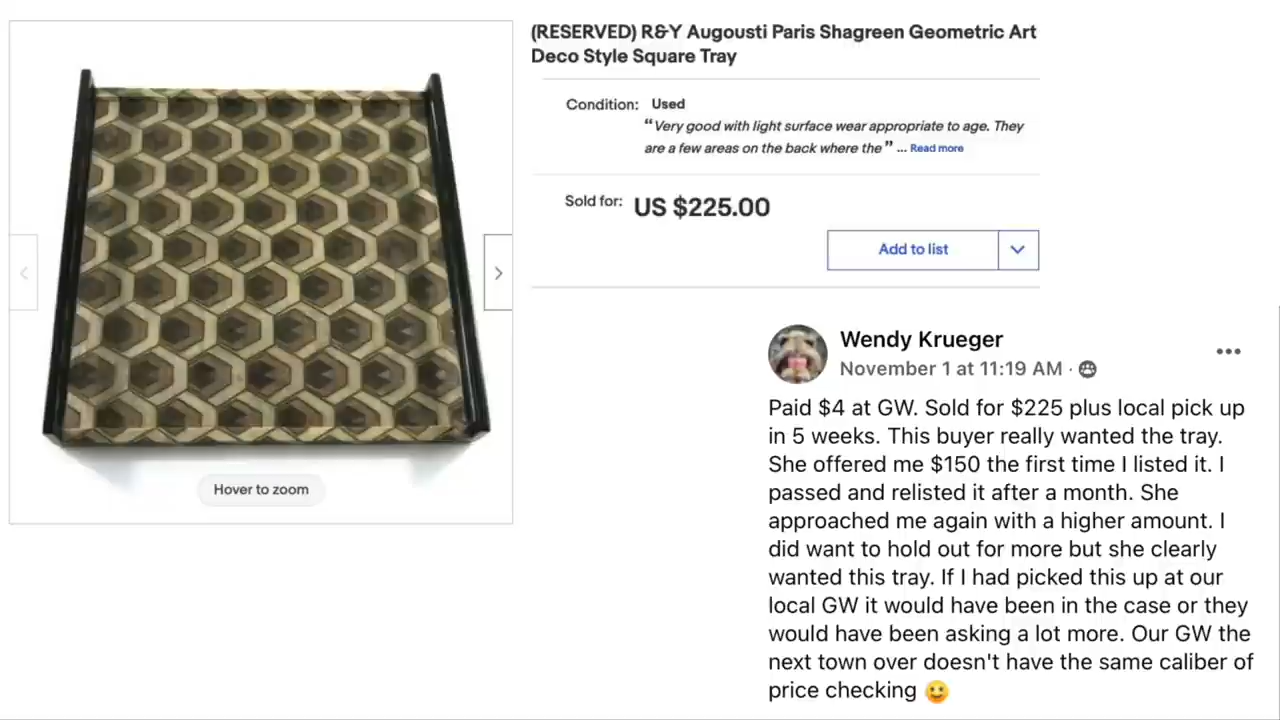 (RESERVED) R&Y Augousti Paris Shagreen Geometric Art
Deco Style Square Tray
Condition: Used
“Very good with light surface wear appropriate to age. They
are a few areas on the back where the” ... Read more
Sold for: US $225.00
Add to list
Hover to zoom
Wendy Krueger
November 1 at 11:19 AM ·
Paid $4 at GW. Sold for $225 plus local pick up
in 5 weeks. This buyer really wanted the tray.
She offered me $150 the first time I listed it. I
passed and relisted it after a month. She
approached me again with a higher amount. I
did want to hold out for more but she clearly
wanted this tray. If I had picked this up at our
local GW it would have been in the case or they
would have been asking a lot more. Our GW the
next town over doesn't have the same caliber of
price checking 🙂